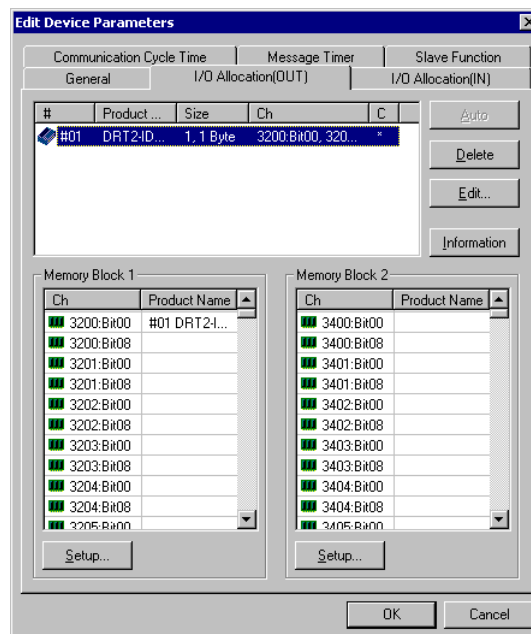 Edit Device Parameters
Communication Cycle Time Message Timer Slave Function
General I/O Allocation(OUT) I/O Allocation(IN)
# Product ... Size Ch C
#01 DRT2-ID... 1, 1 Byte 3200:Bit00, 320... *
Auto
Delete
Edit...
Information
Memory Block 1
Ch Product Name
3200:Bit00 #01 DRT2-I...
3200:Bit08
3201:Bit00
3201:Bit08
3202:Bit00
3202:Bit08
3203:Bit00
3203:Bit08
3204:Bit00
3204:Bit08
3205:Bit00
Setup...
Memory Block 2
Ch Product Name
3400:Bit00
3400:Bit08
3401:Bit00
3401:Bit08
3402:Bit00
3402:Bit08
3403:Bit00
3403:Bit08
3404:Bit00
3404:Bit08
3405:Bit00
Setup...
OK Cancel